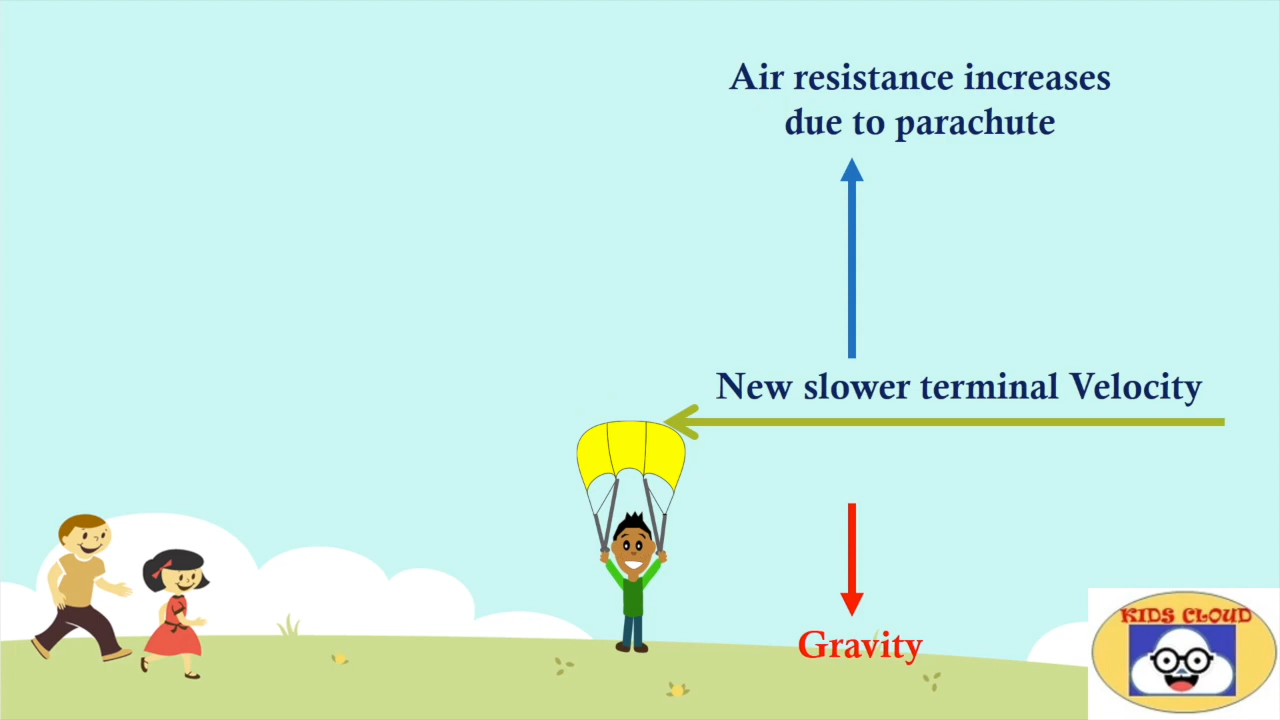 Air resistance increases
due to parachute
New slower terminal Velocity
Gravity
KIDS CLOUD